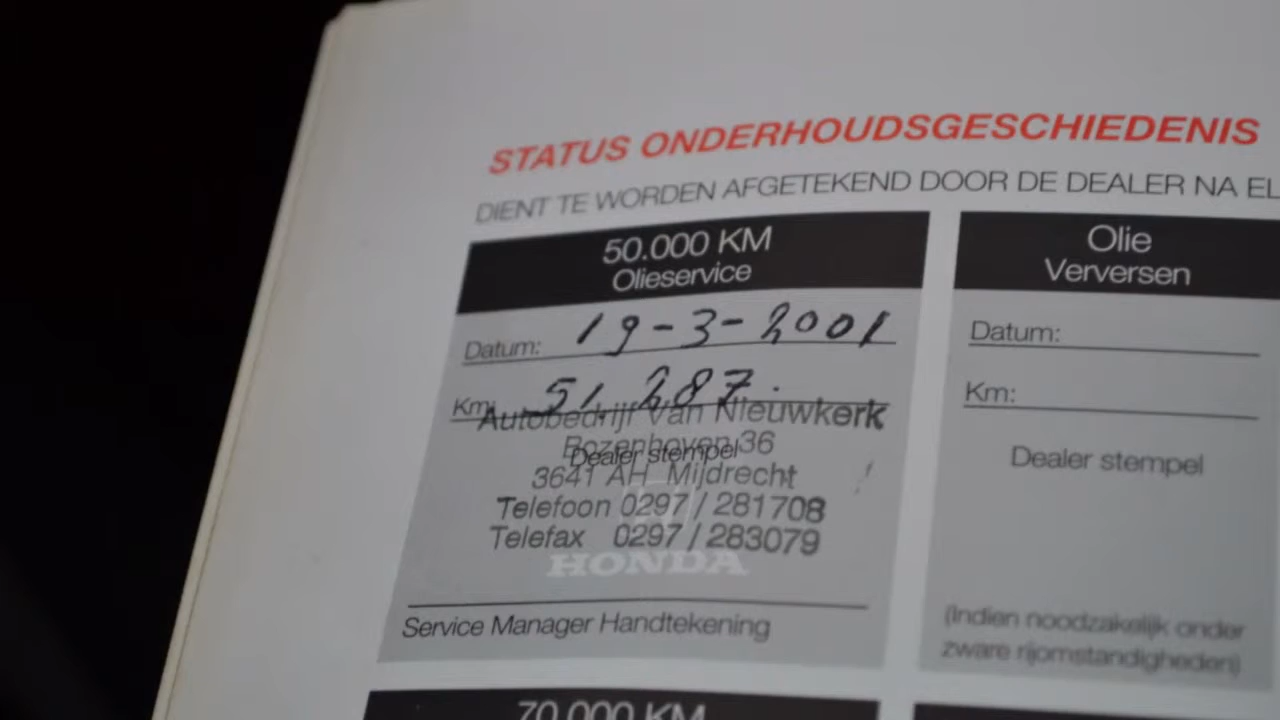 STATUS ONDERHOUDSGESCHIEDENIS
DIENT TE WORDEN AFGETEKEND DOOR DE DEALER NA EL
50.000 KM
Olieservice
Datum: 19-3-2001
Km: 51.287.
Autobedrijf Van Nieuwkerk
Bozenhoven 36
Dealer stempel
3641 AH Mijdrecht
Telefoon 0297 / 281708
Telefax 0297 / 283079
HONDA
Service Manager Handtekening
Olie
Verversen
Datum:
Km:
Dealer stempel
(Indien noodzakelijk onder
zware rijomstandigheden)
70.000 KM